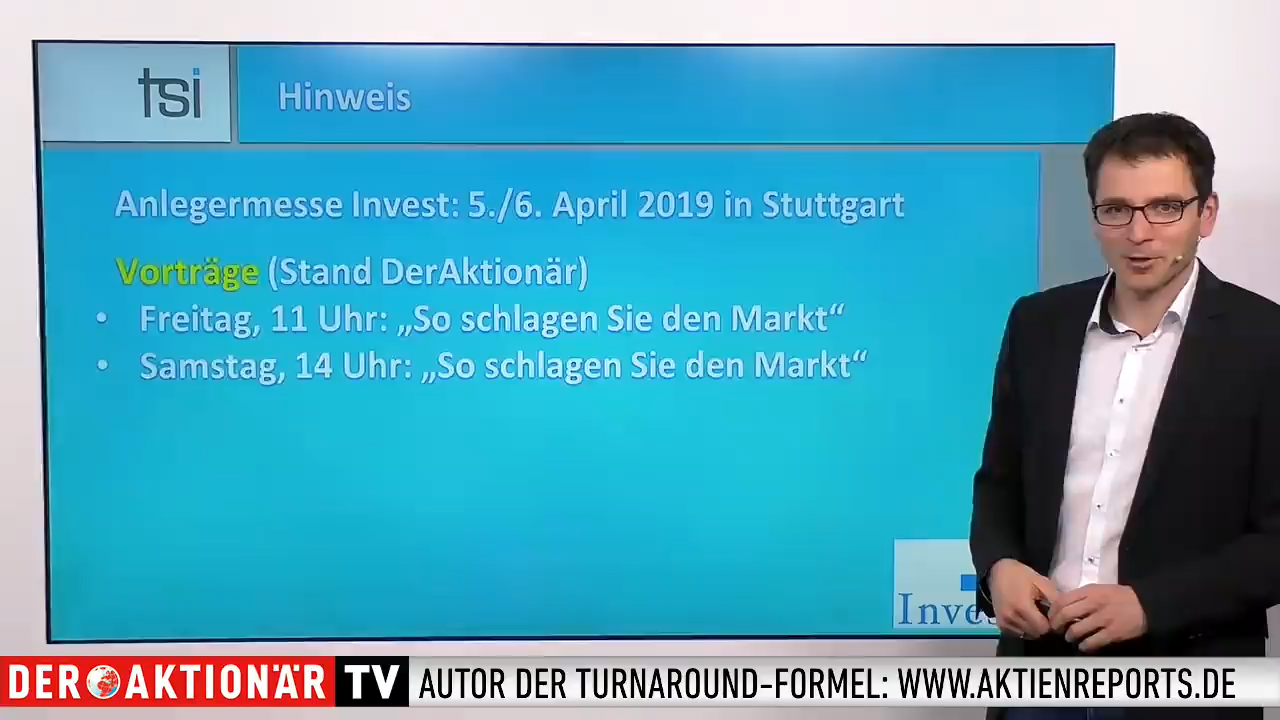 tsi
Hinweis
Anlegermesse Invest: 5./6. April 2019 in Stuttgart
Vorträge (Stand DerAktionär)
• Freitag, 11 Uhr: „So schlagen Sie den Markt“
• Samstag, 14 Uhr: „So schlagen Sie den Markt“
Inve
DER AKTIONÄR TV
AUTOR DER TURNAROUND-FORMEL: WWW.AKTIENREPORTS.DE